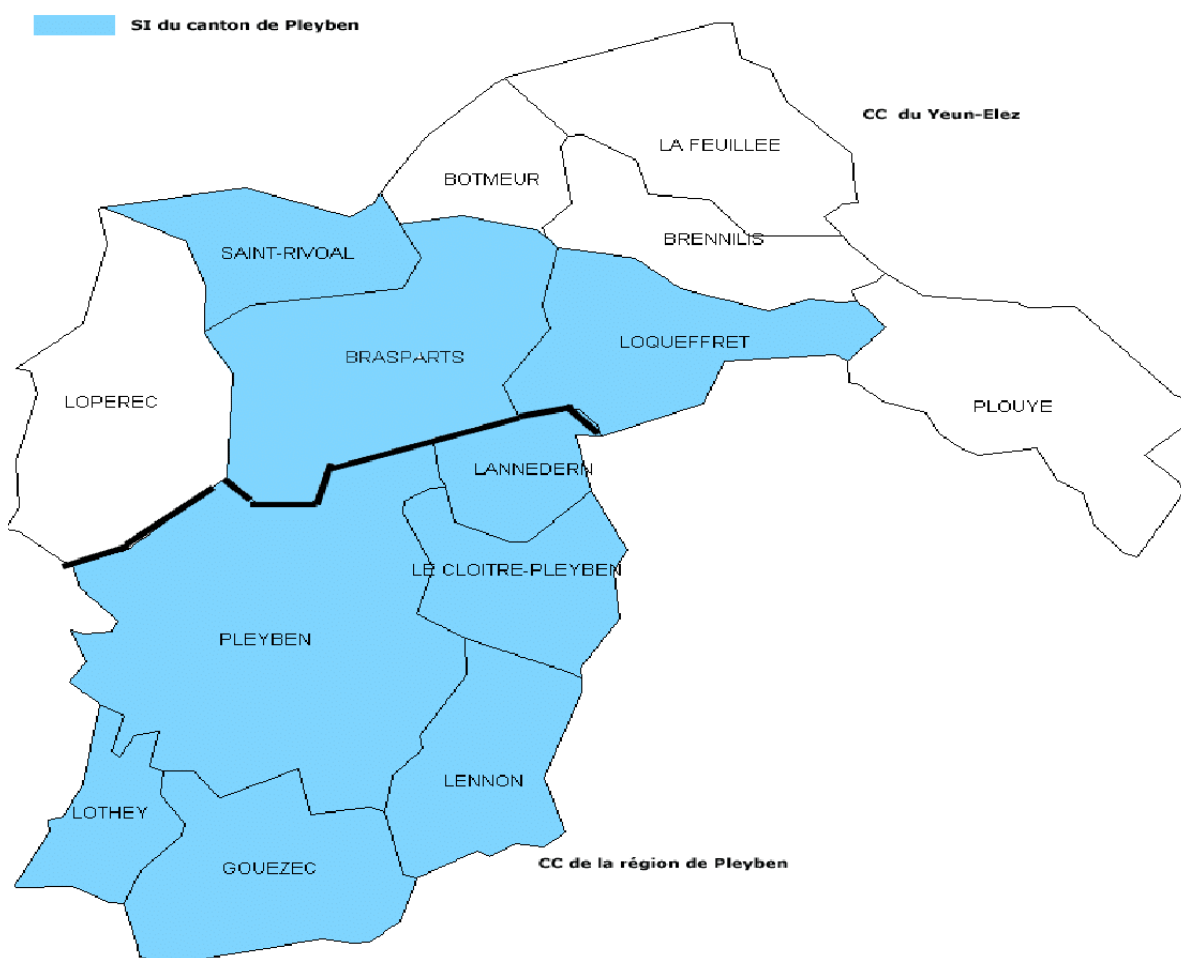 SI du canton de Pleyben
CC du Yeun-Elez
LA FEUILLEE
BOTMEUR
BRENNILIS
SAINT-RIVOAL
LOQUEFFRET
BRASPARTS
LOPEREC
PLOUYE
LANNEDERN
LE CLOITRE-PLEYBEN
PLEYBEN
LENNON
LOTHEY
CC de la région de Pleyben
GOUEZEC